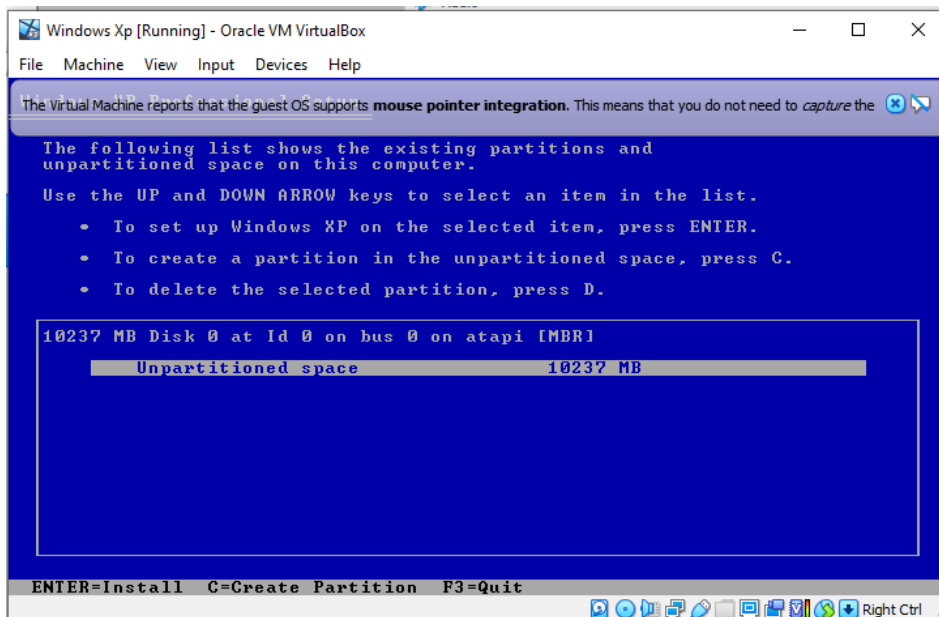 Windows Xp [Running] - Oracle VM VirtualBox
File Machine View Input Devices Help
The Virtual Machine reports that the guest OS supports mouse pointer integration. This means that you do not need to capture the
The following list shows the existing partitions and
unpartitioned space on this computer.
Use the UP and DOWN ARROW keys to select an item in the list.
• To set up Windows XP on the selected item, press ENTER.
• To create a partition in the unpartitioned space, press C.
• To delete the selected partition, press D.
10237 MB Disk 0 at Id 0 on bus 0 on atapi [MBR]
Unpartitioned space 10237 MB
ENTER=Install C=Create Partition F3=Quit
Right Ctrl